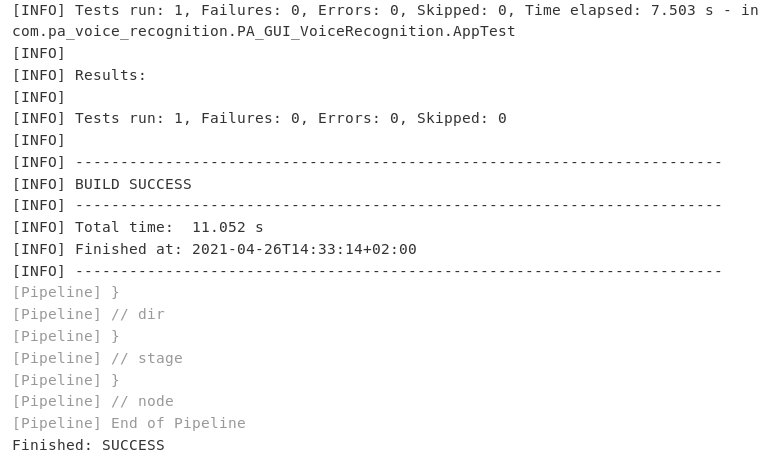 [INFO] Tests run: 1, Failures: 0, Errors: 0, Skipped: 0, Time elapsed: 7.503 s - in
com.pa_voice_recognition.PA_GUI_VoiceRecognition.AppTest
[INFO]
[INFO] Results:
[INFO]
[INFO] Tests run: 1, Failures: 0, Errors: 0, Skipped: 0
[INFO]
[INFO] ------------------------------------------------------------------------
[INFO] BUILD SUCCESS
[INFO] ------------------------------------------------------------------------
[INFO] Total time:  11.052 s
[INFO] Finished at: 2021-04-26T14:33:14+02:00
[INFO] ------------------------------------------------------------------------
[Pipeline] }
[Pipeline] // dir
[Pipeline] }
[Pipeline] // stage
[Pipeline] }
[Pipeline] // node
[Pipeline] End of Pipeline
Finished: SUCCESS